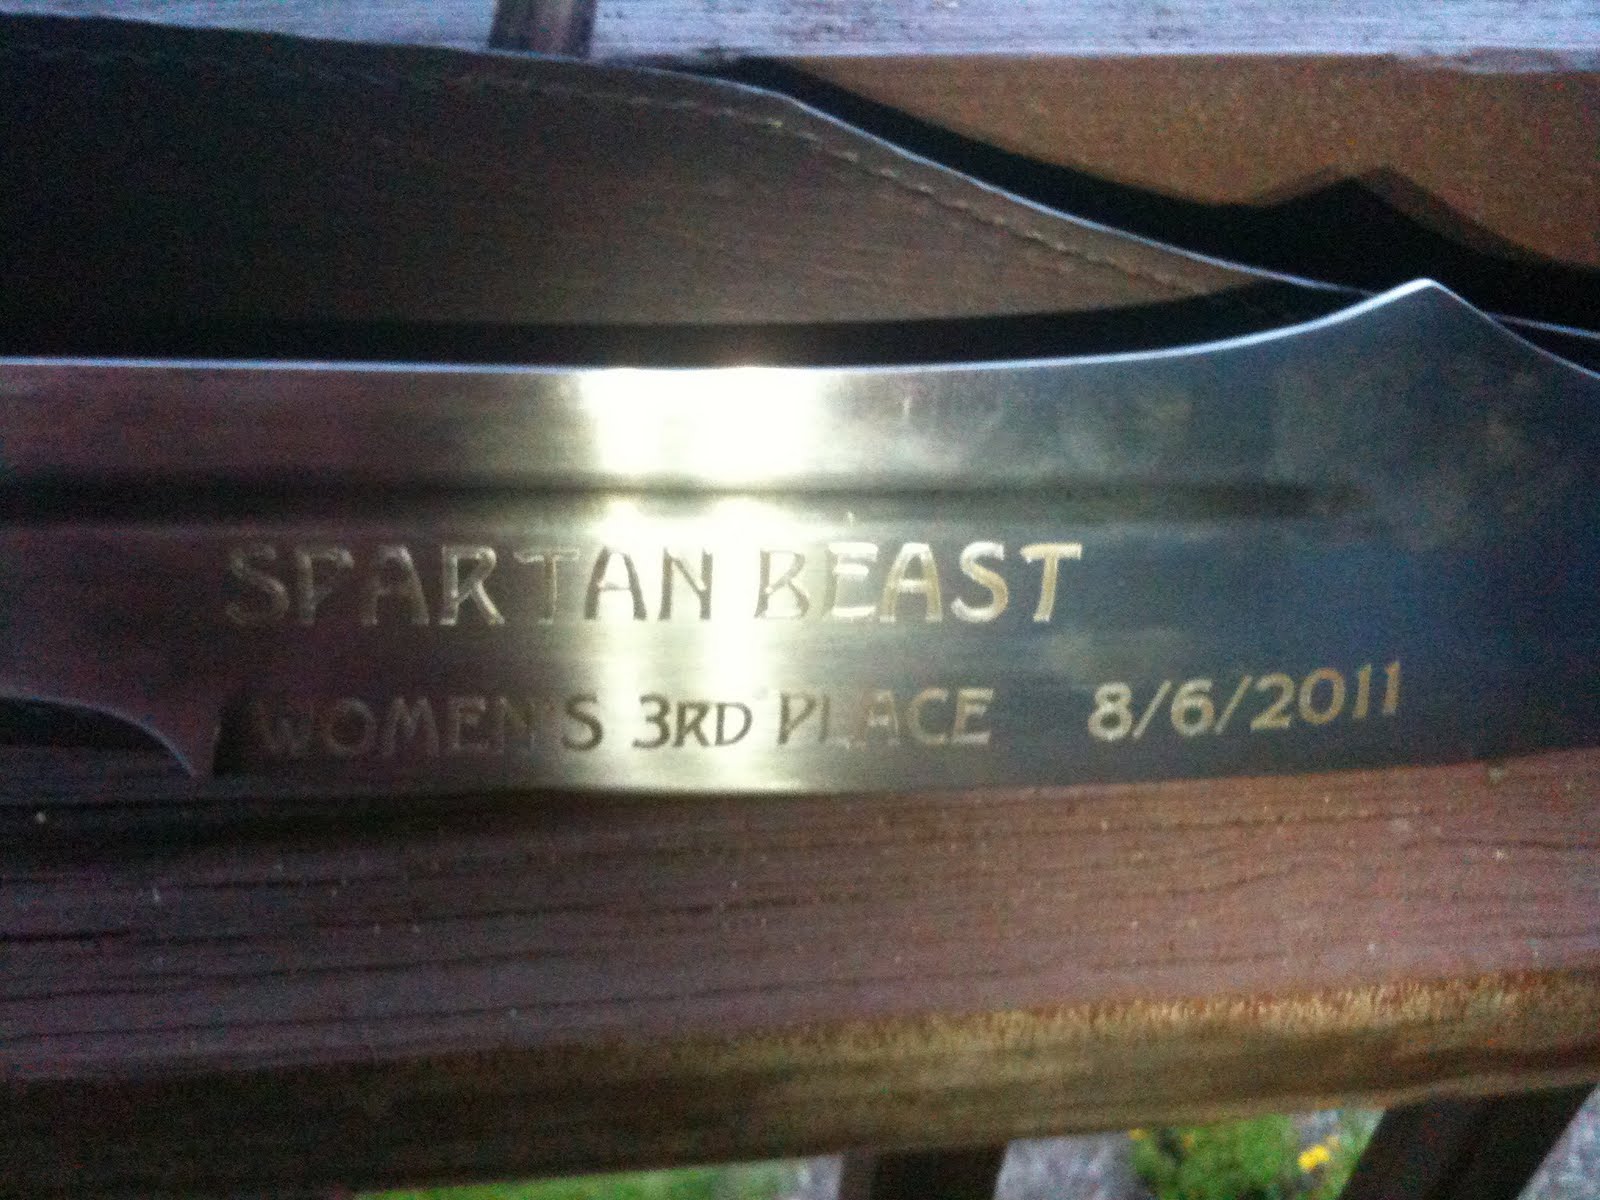 SPARTAN BEAST
WOMEN'S 3RD PLACE 8/6/2011